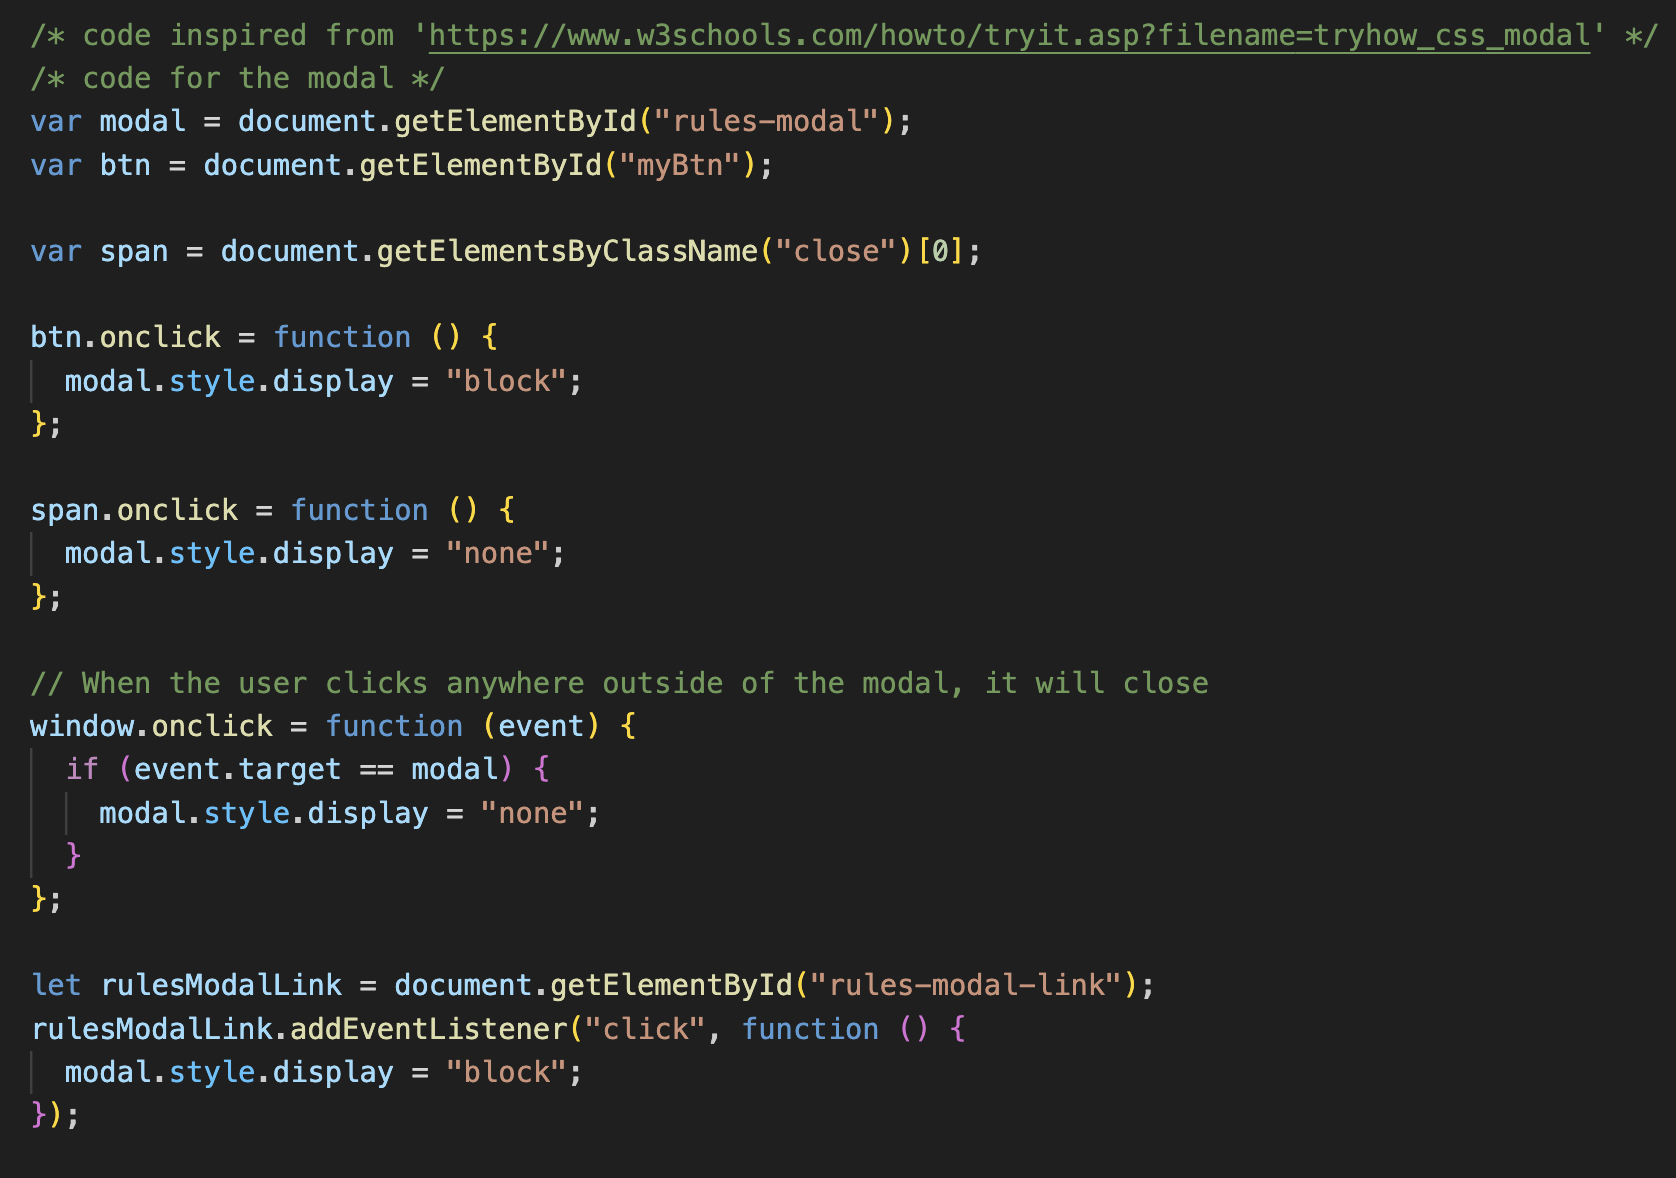 /* code inspired from 'https://www.w3schools.com/howto/tryit.asp?filename=tryhow_css_modal' */
/* code for the modal */
var modal = document.getElementById("rules-modal");
var btn = document.getElementById("myBtn");

var span = document.getElementsByClassName("close")[0];

btn.onclick = function () {
  modal.style.display = "block";
};

span.onclick = function () {
  modal.style.display = "none";
};

// When the user clicks anywhere outside of the modal, it will close
window.onclick = function (event) {
  if (event.target == modal) {
    modal.style.display = "none";
  }
};

let rulesModalLink = document.getElementById("rules-modal-link");
rulesModalLink.addEventListener("click", function () {
  modal.style.display = "block";
});